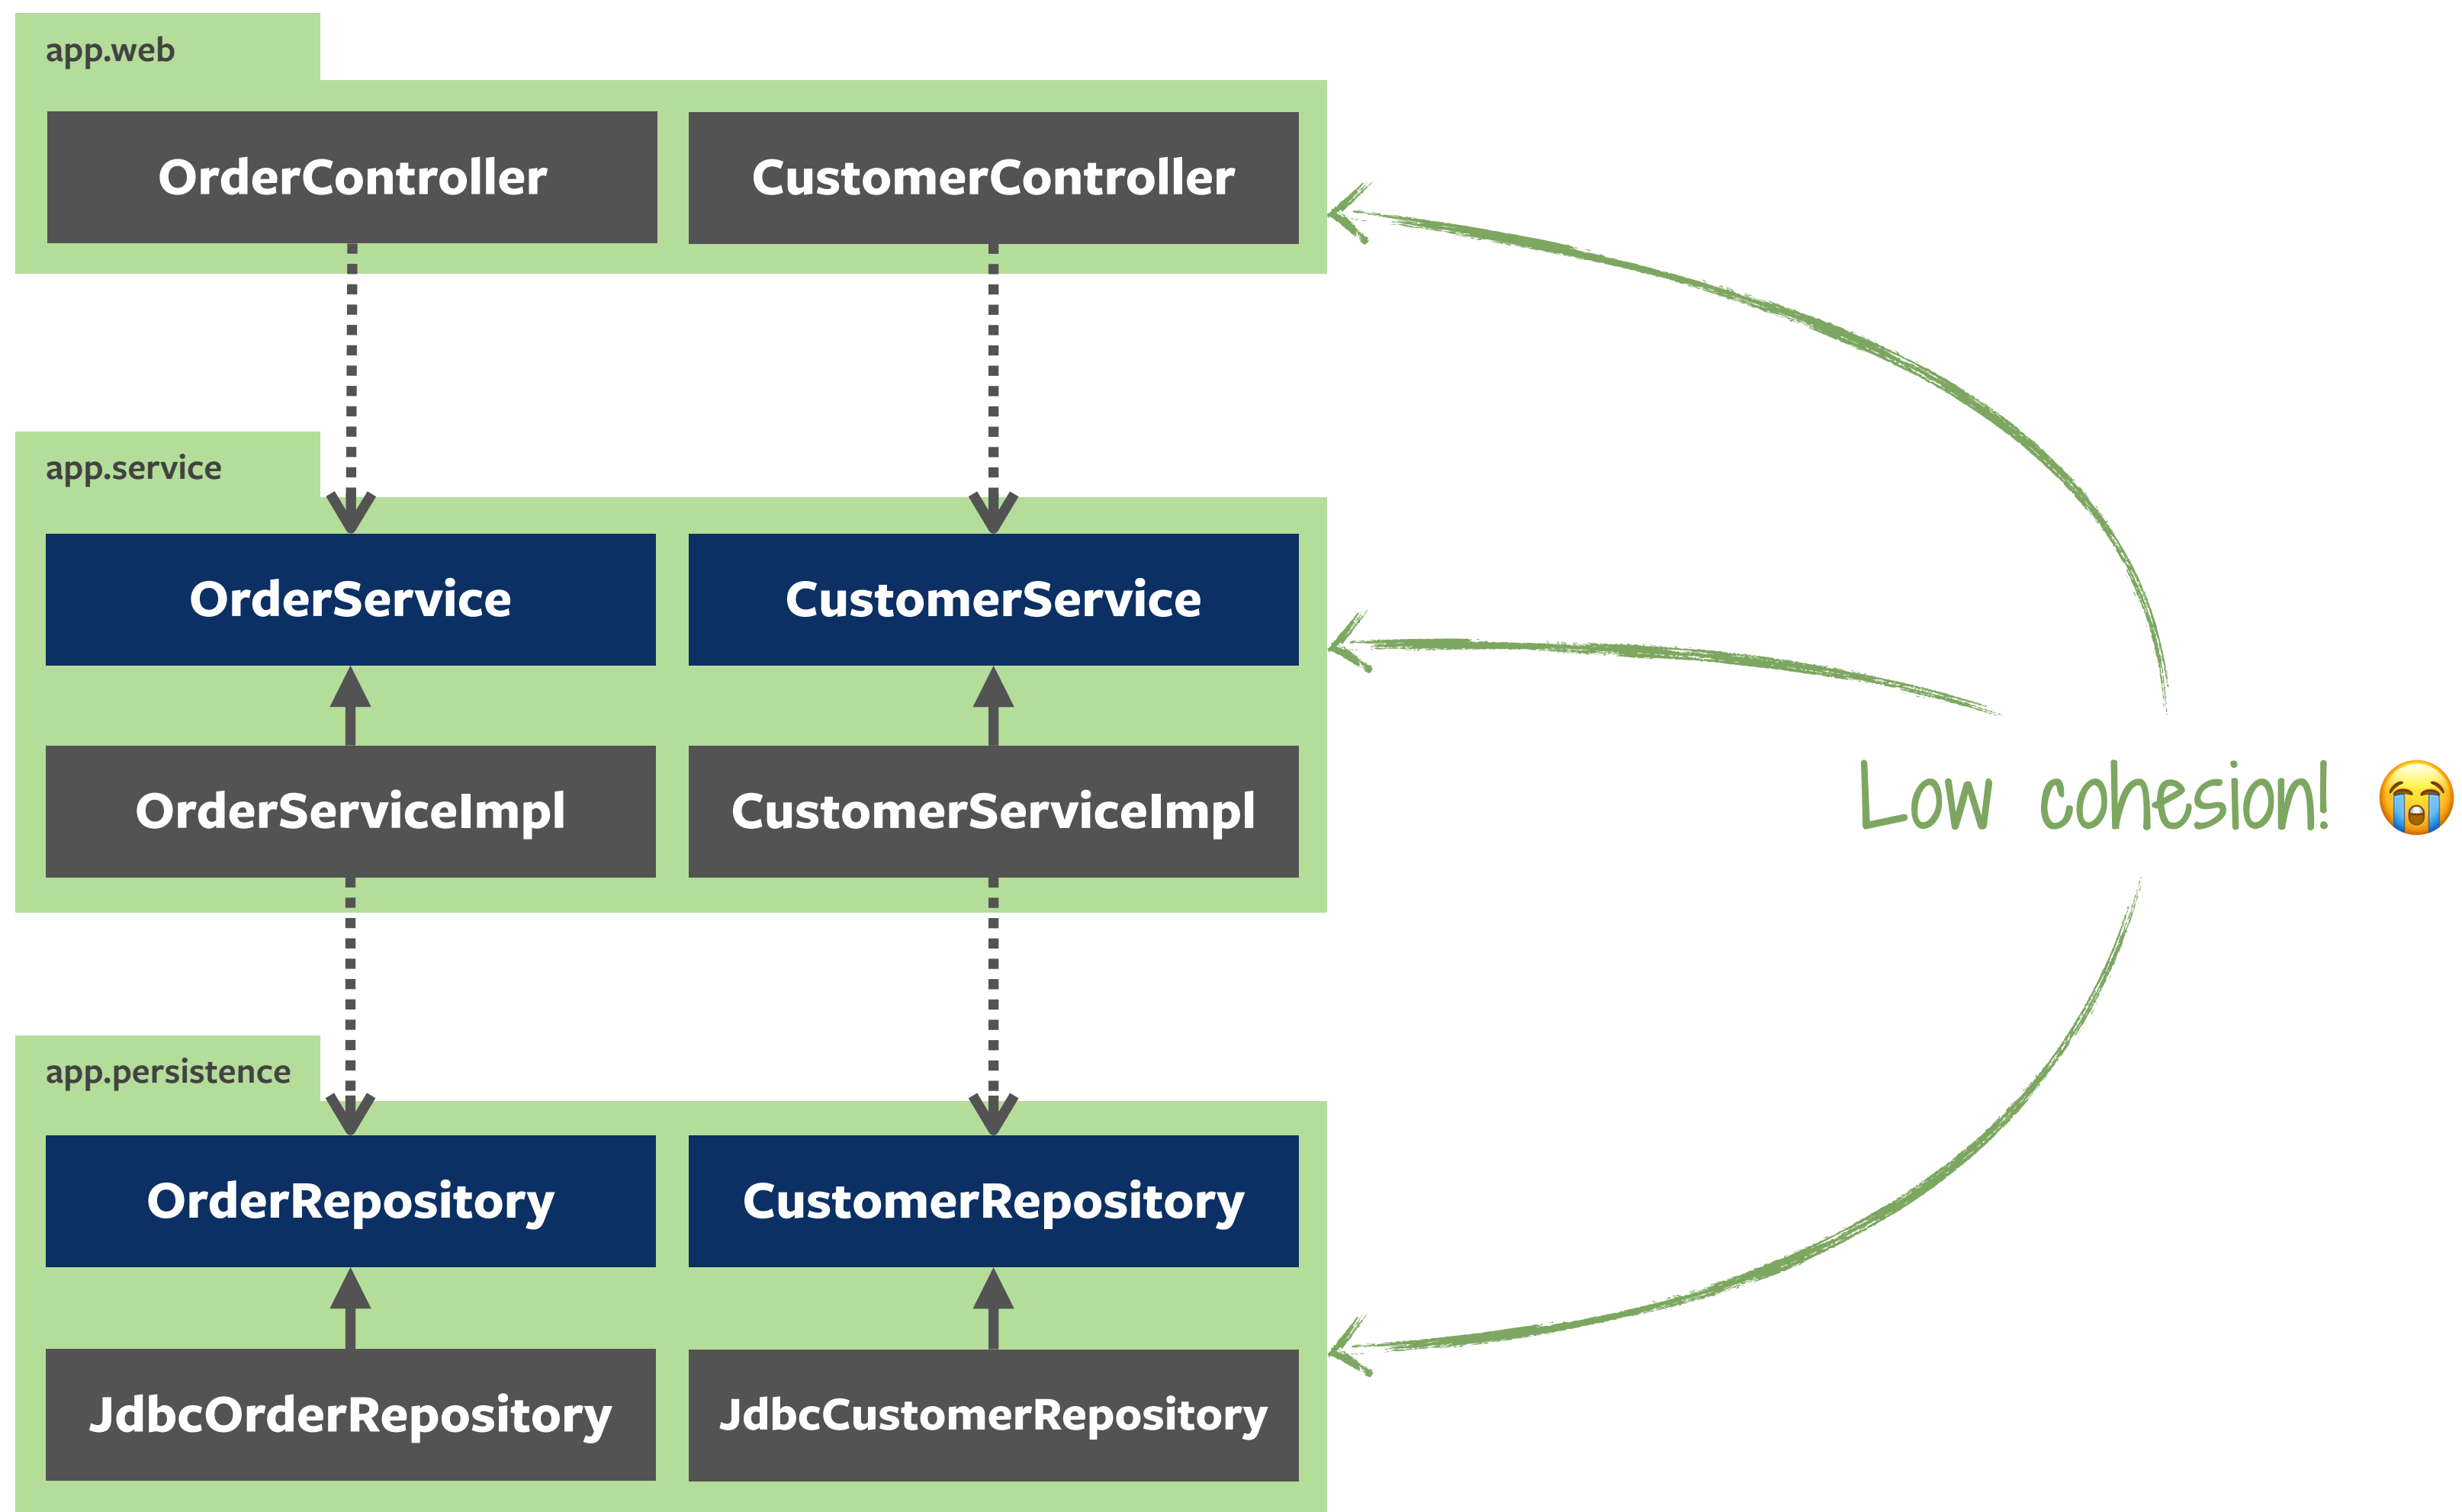 app.web
OrderController
CustomerController
app.service
OrderService
CustomerService
OrderServiceImpl
CustomerServiceImpl
Low cohesion! 😭
app.persistence
OrderRepository
CustomerRepository
JdbcOrderRepository
JdbcCustomerRepository